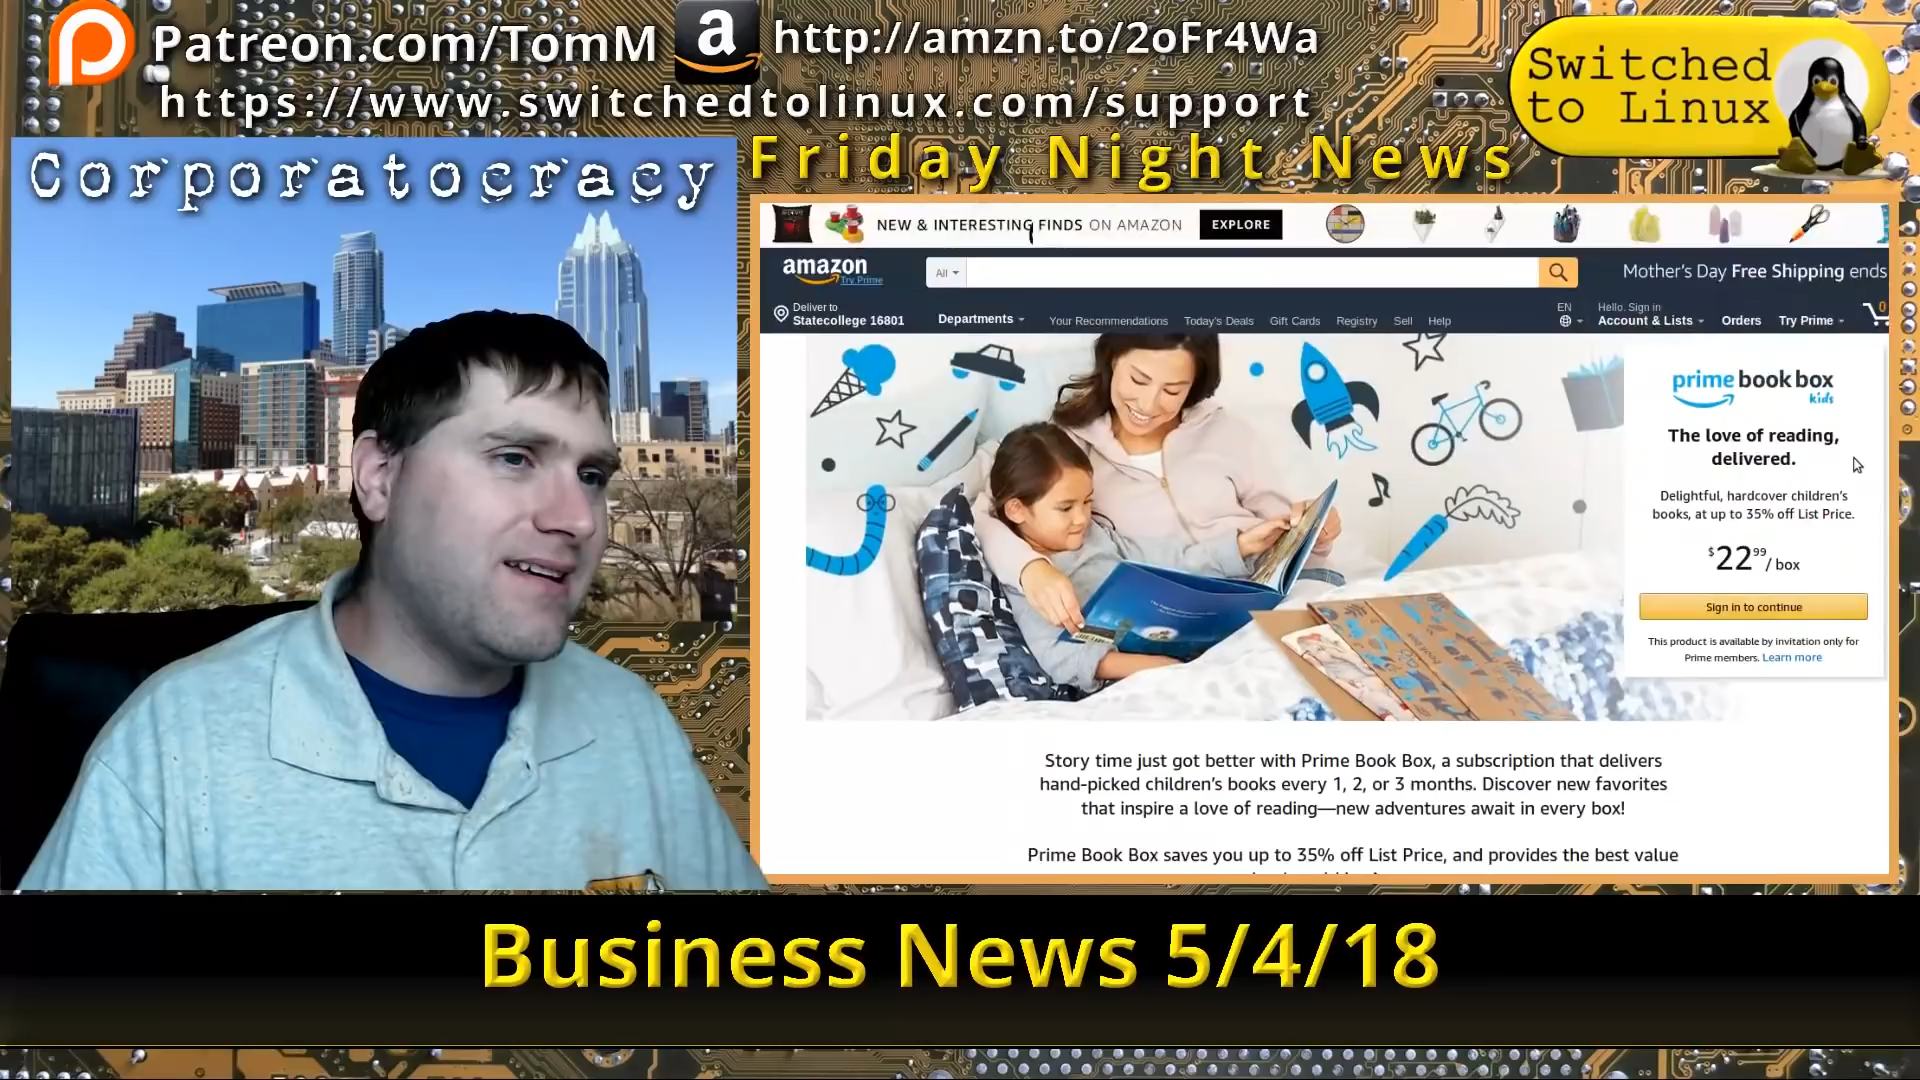 Patreon.com/TomM
a
http://amzn.to/2oFr4Wa
https://www.switchedtolinux.com/support
Switched
to Linux
Corporatocracy
Friday Night News
NEW & INTERESTING FINDS ON AMAZON
EXPLORE
amazon
Try Prime
All
Mother's Day Free Shipping ends
Deliver to
Statecollege 16801
Departments
Your Recommendations
Today's Deals
Gift Cards
Registry
Sell
Help
EN
Hello. Sign in
Account & Lists
Orders
Try Prime
0
prime book box
kids
The love of reading,
delivered.
Delightful, hardcover children's
books, at up to 35% off List Price.
$22 99 / box
Sign in to continue
This product is available by invitation only for
Prime members. Learn more
Story time just got better with Prime Book Box, a subscription that delivers
hand-picked children's books every 1, 2, or 3 months. Discover new favorites
that inspire a love of reading—new adventures await in every box!
Prime Book Box saves you up to 35% off List Price, and provides the best value
Business News 5/4/18